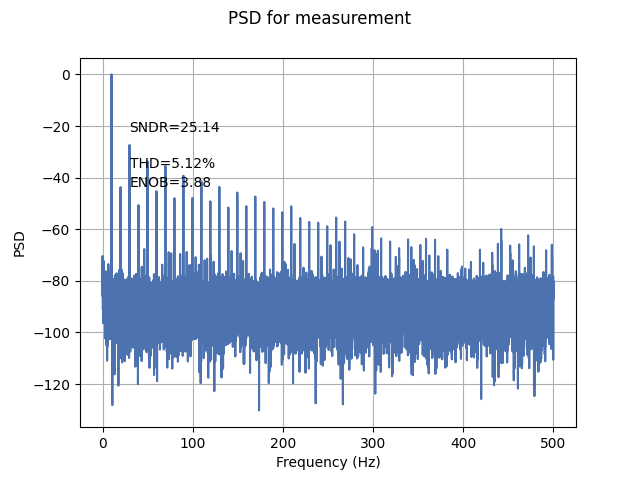 PSD for measurement
0
−20
−40
−60
−80
−100
−120
PSD
SNDR=25.14
THD=5.12%
ENOB=3.88
0 100 200 300 400 500
Frequency (Hz)